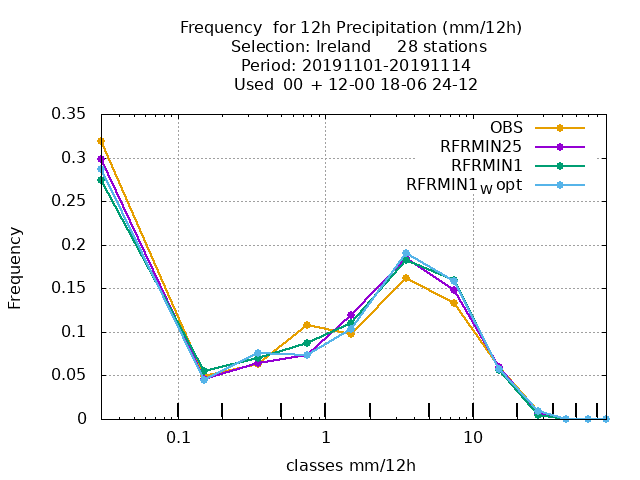 Frequency  for 12h Precipitation (mm/12h)
Selection: Ireland     28 stations
Period: 20191101-20191114
Used  00  + 12-00 18-06 24-12
OBS
RFRMIN25
RFRMIN1
RFRMIN1W opt
0.35
0.3
0.25
0.2
0.15
0.1
0.05
0
Frequency
0.1 1 10
classes mm/12h